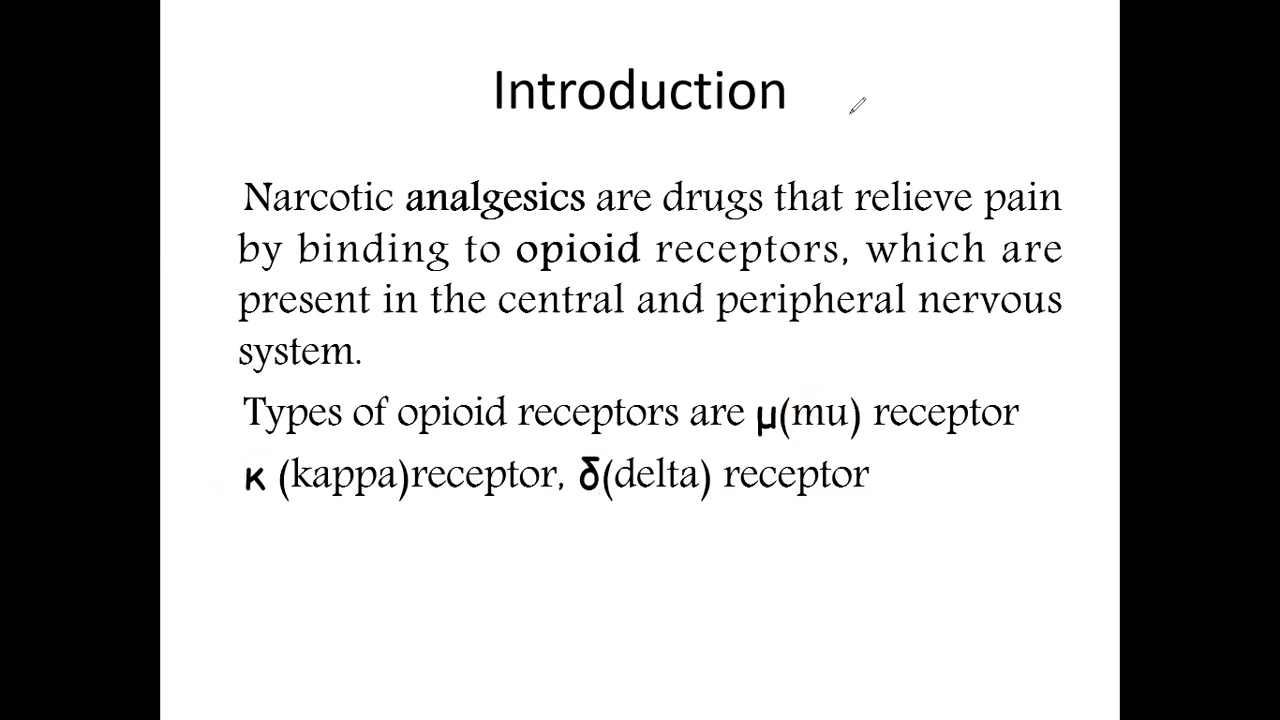 Introduction
Narcotic analgesics are drugs that relieve pain
by binding to opioid receptors, which are
present in the central and peripheral nervous
system.
Types of opioid receptors are μ(mu) receptor
κ (kappa)receptor, δ(delta) receptor